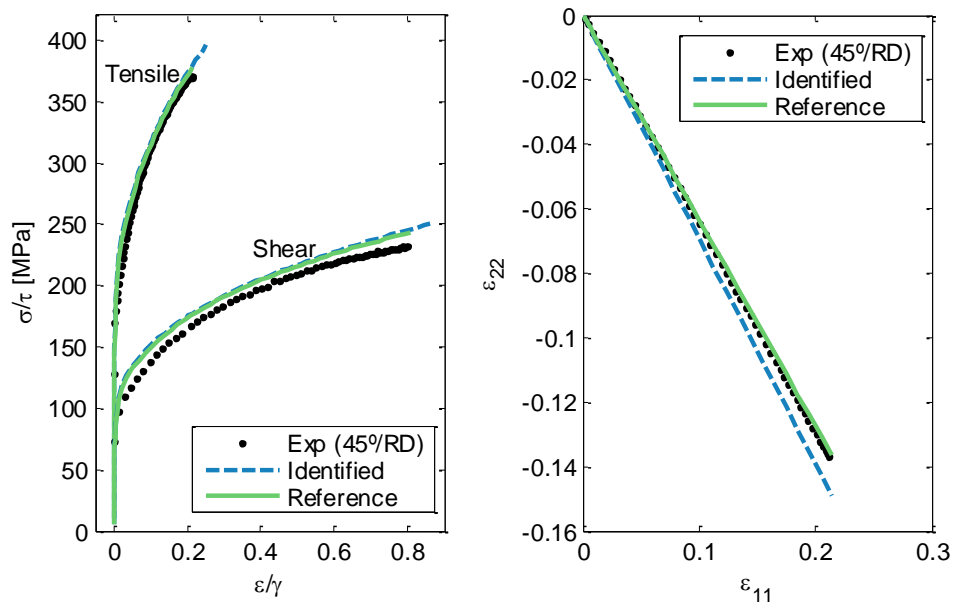 400
350
300
250
200
150
100
50
0
σ/τ [MPa]
Tensile
Shear
Exp (45º/RD)
Identified
Reference
0
0.2
0.4
0.6
0.8
ε/γ
0
-0.02
-0.04
-0.06
-0.08
-0.1
-0.12
-0.14
-0.16
ε22
Exp (45º/RD)
Identified
Reference
0
0.1
0.2
0.3
ε11